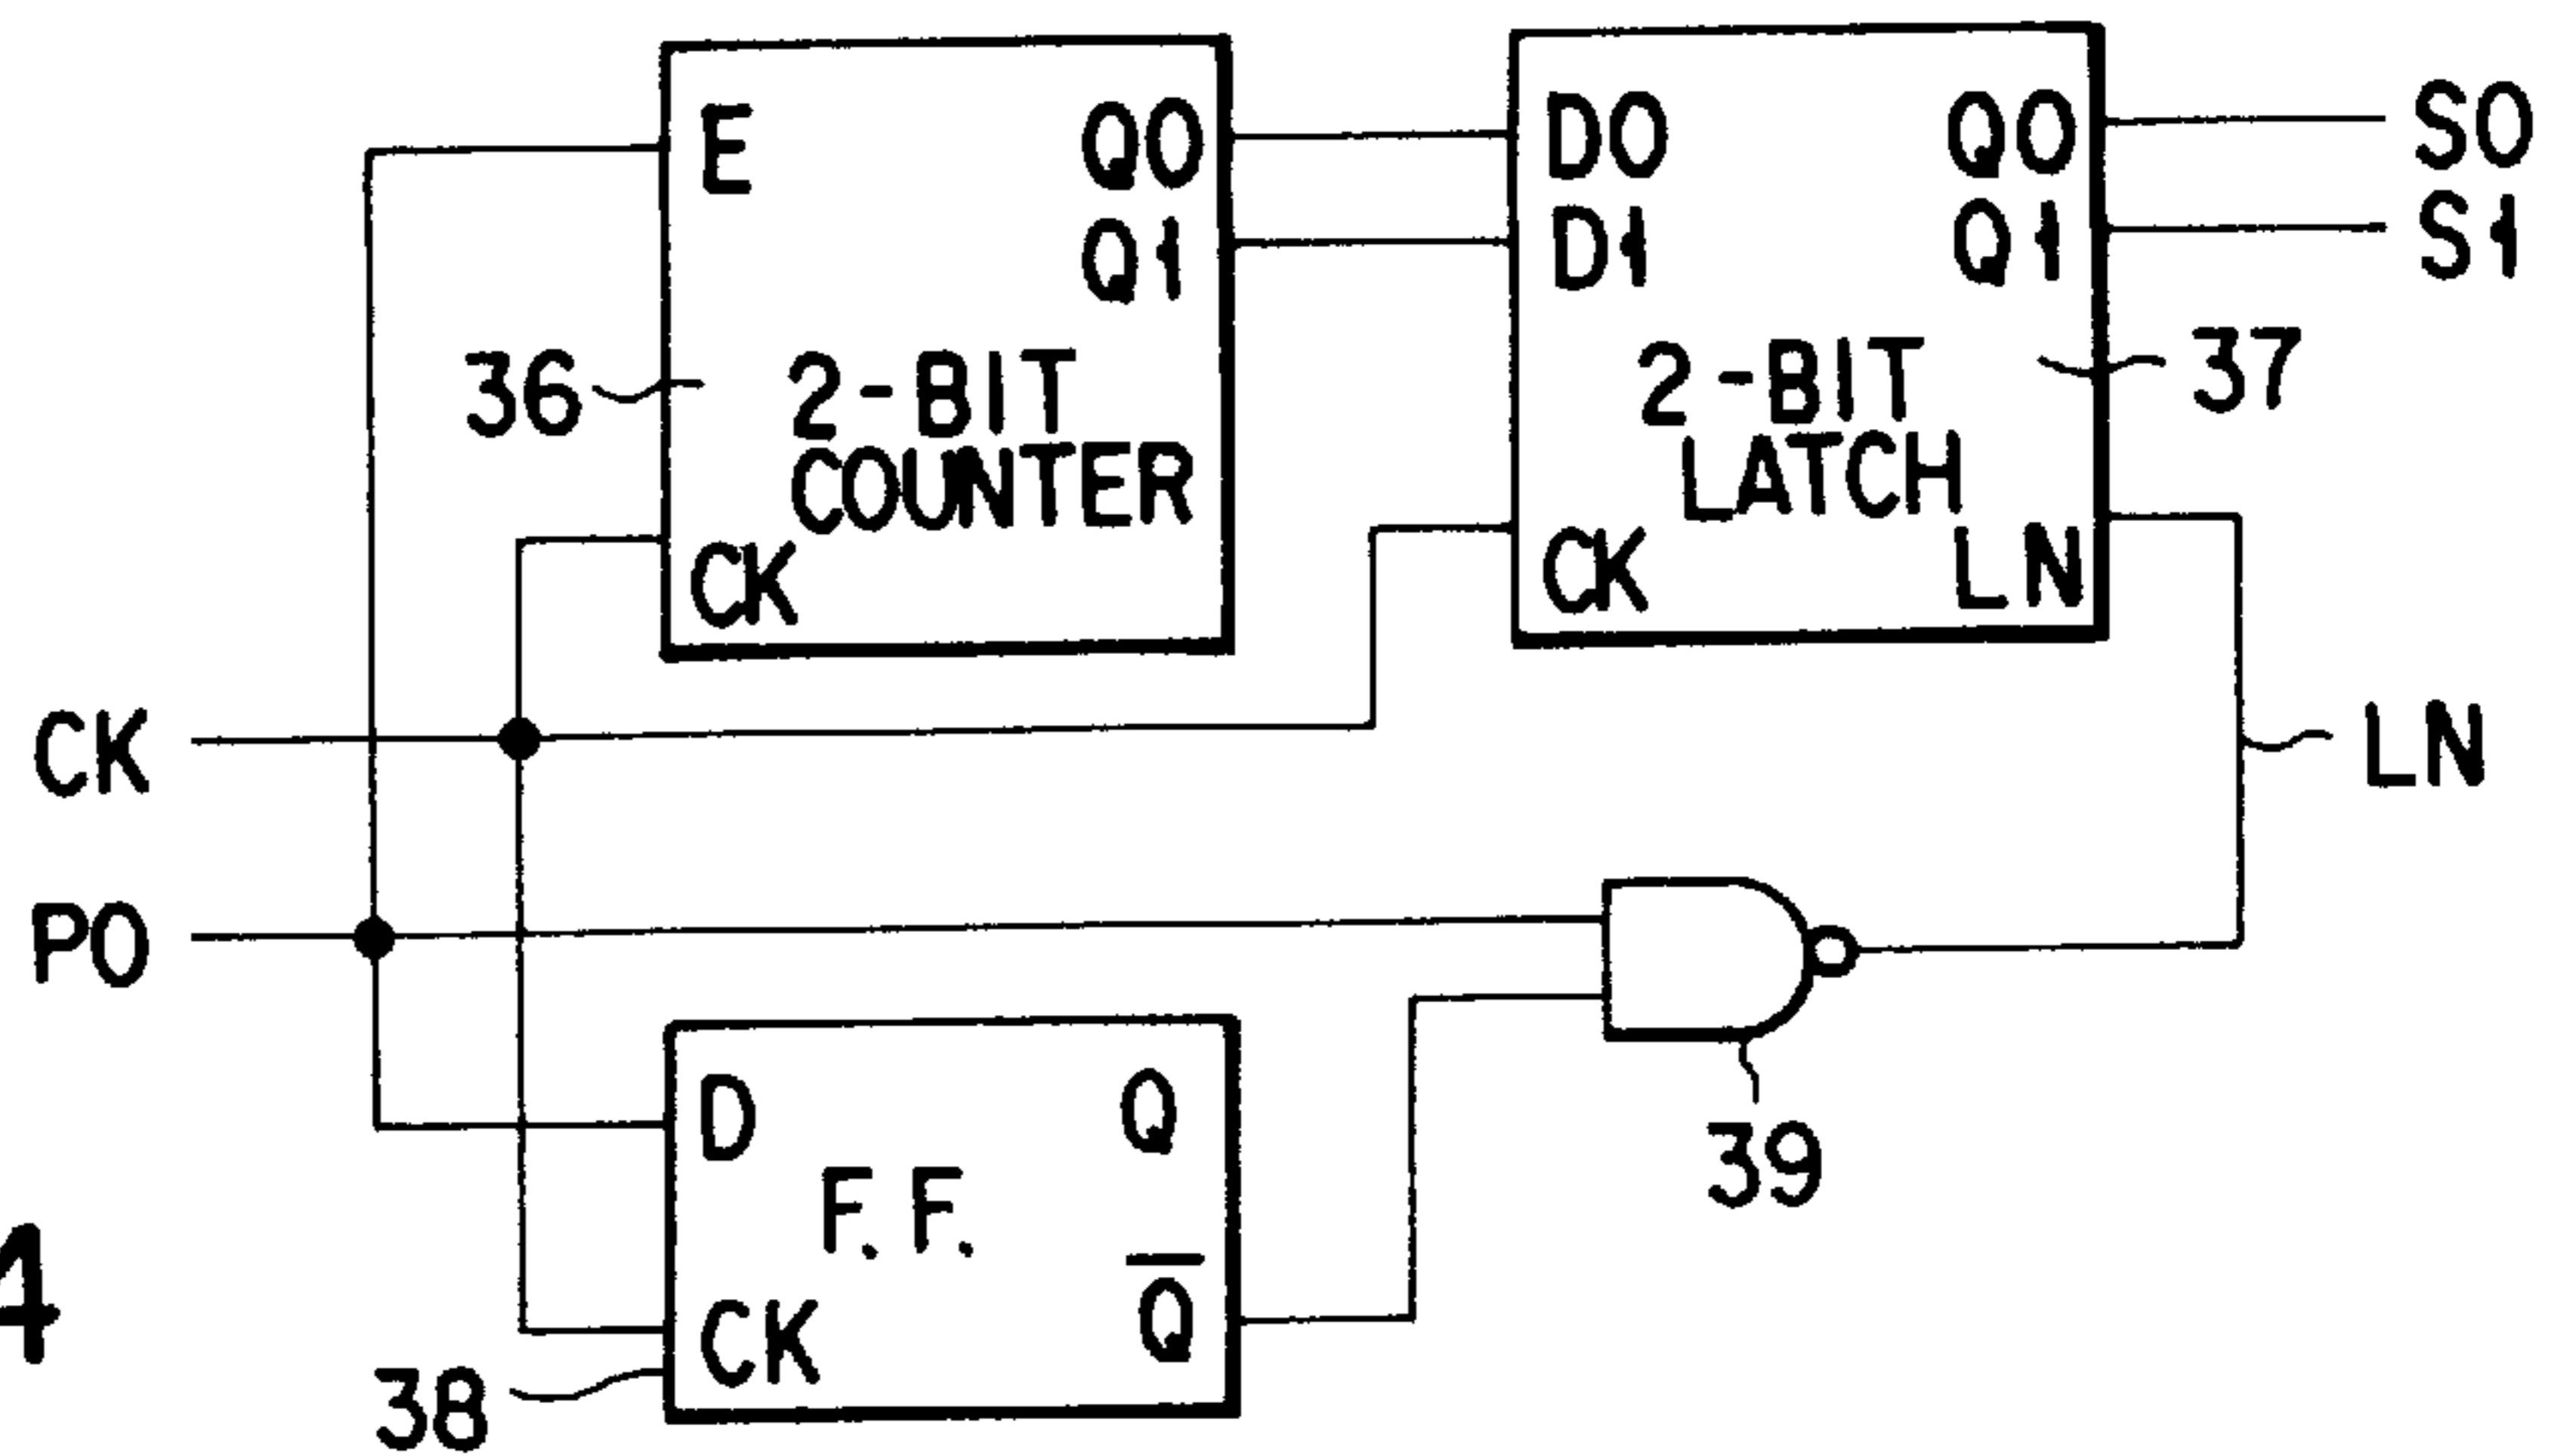 E
Q0
Q1
36
2-BIT
COUNTER
CK
D0
D1
Q0
Q1
2-BIT
LATCH
CK
LN
S0
S1
37
CK
LN
P0
39
D
Q
F.F.
CK
Q̅
38
4